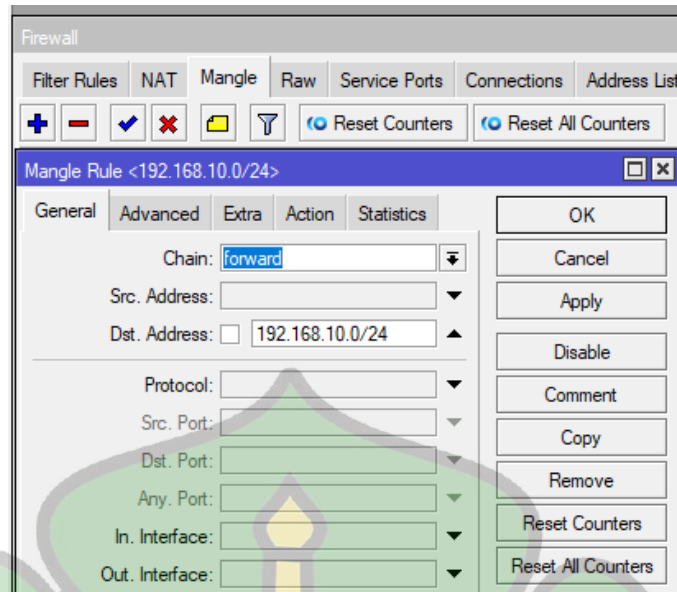 Firewall
Filter Rules NAT Mangle Raw Service Ports Connections Address List
Reset Counters Reset All Counters
Mangle Rule <192.168.10.0/24>
General Advanced Extra Action Statistics
Chain: forward
Src. Address:
Dst. Address: 192.168.10.0/24
Protocol:
Src. Port:
Dst. Port:
Any. Port:
In. Interface:
Out. Interface:
OK
Cancel
Apply
Disable
Comment
Copy
Remove
Reset Counters
Reset All Counters